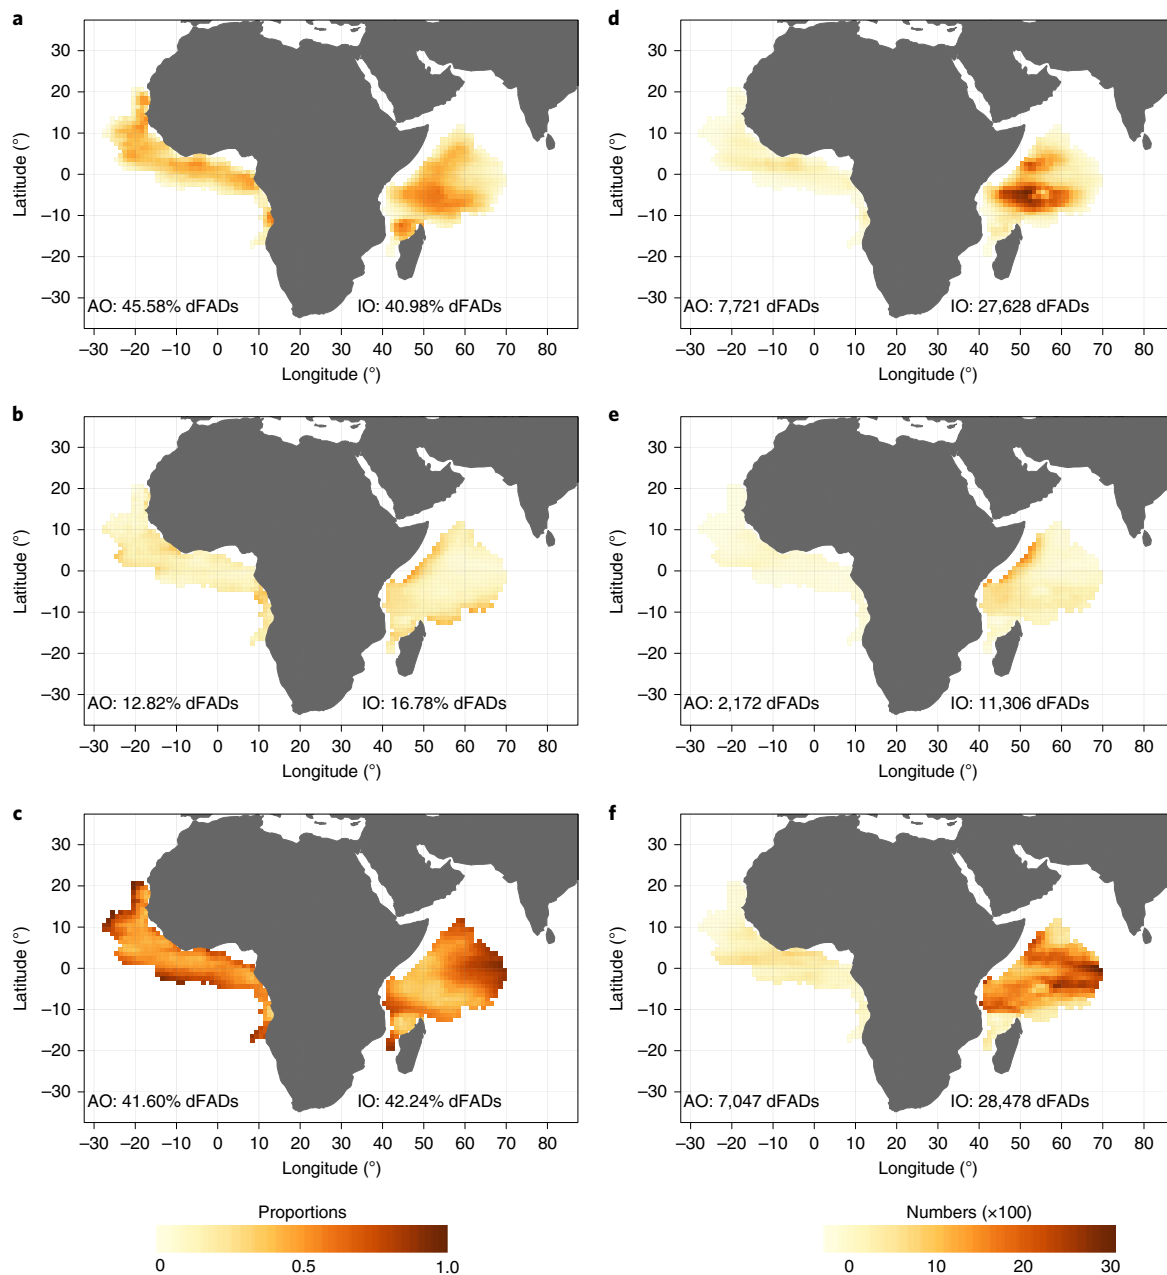 a
30
20
10
0
–10
–20
–30
Latitude (°)
AO: 45.58% dFADs
IO: 40.98% dFADs
–30 –20 –10 0 10 20 30 40 50 60 70 80
Longitude (°)
d
30
20
10
0
–10
–20
–30
Latitude (°)
AO: 7,721 dFADs
IO: 27,628 dFADs
–30 –20 –10 0 10 20 30 40 50 60 70 80
Longitude (°)
b
30
20
10
0
–10
–20
–30
Latitude (°)
AO: 12.82% dFADs
IO: 16.78% dFADs
–30 –20 –10 0 10 20 30 40 50 60 70 80
Longitude (°)
e
30
20
10
0
–10
–20
–30
Latitude (°)
AO: 2,172 dFADs
IO: 11,306 dFADs
–30 –20 –10 0 10 20 30 40 50 60 70 80
Longitude (°)
c
30
20
10
0
–10
–20
–30
Latitude (°)
AO: 41.60% dFADs
IO: 42.24% dFADs
–30 –20 –10 0 10 20 30 40 50 60 70 80
Longitude (°)
f
30
20
10
0
–10
–20
–30
Latitude (°)
AO: 7,047 dFADs
IO: 28,478 dFADs
–30 –20 –10 0 10 20 30 40 50 60 70 80
Longitude (°)
Proportions
0 0.5 1.0
Numbers (×100)
0 10 20 30